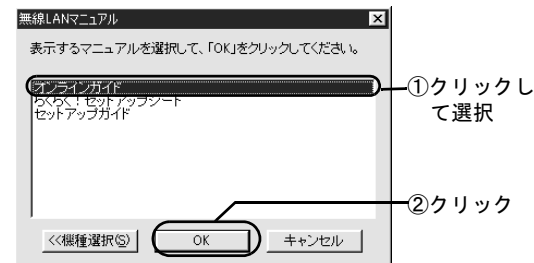 無線LANマニュアル
表示するマニュアルを選択して、「OK」をクリックしてください。
オンラインガイド
らくらく！セットアップシート
セットアップガイド
①クリックし
て選択
②クリック
<<機種選択(S)
OK
キャンセル